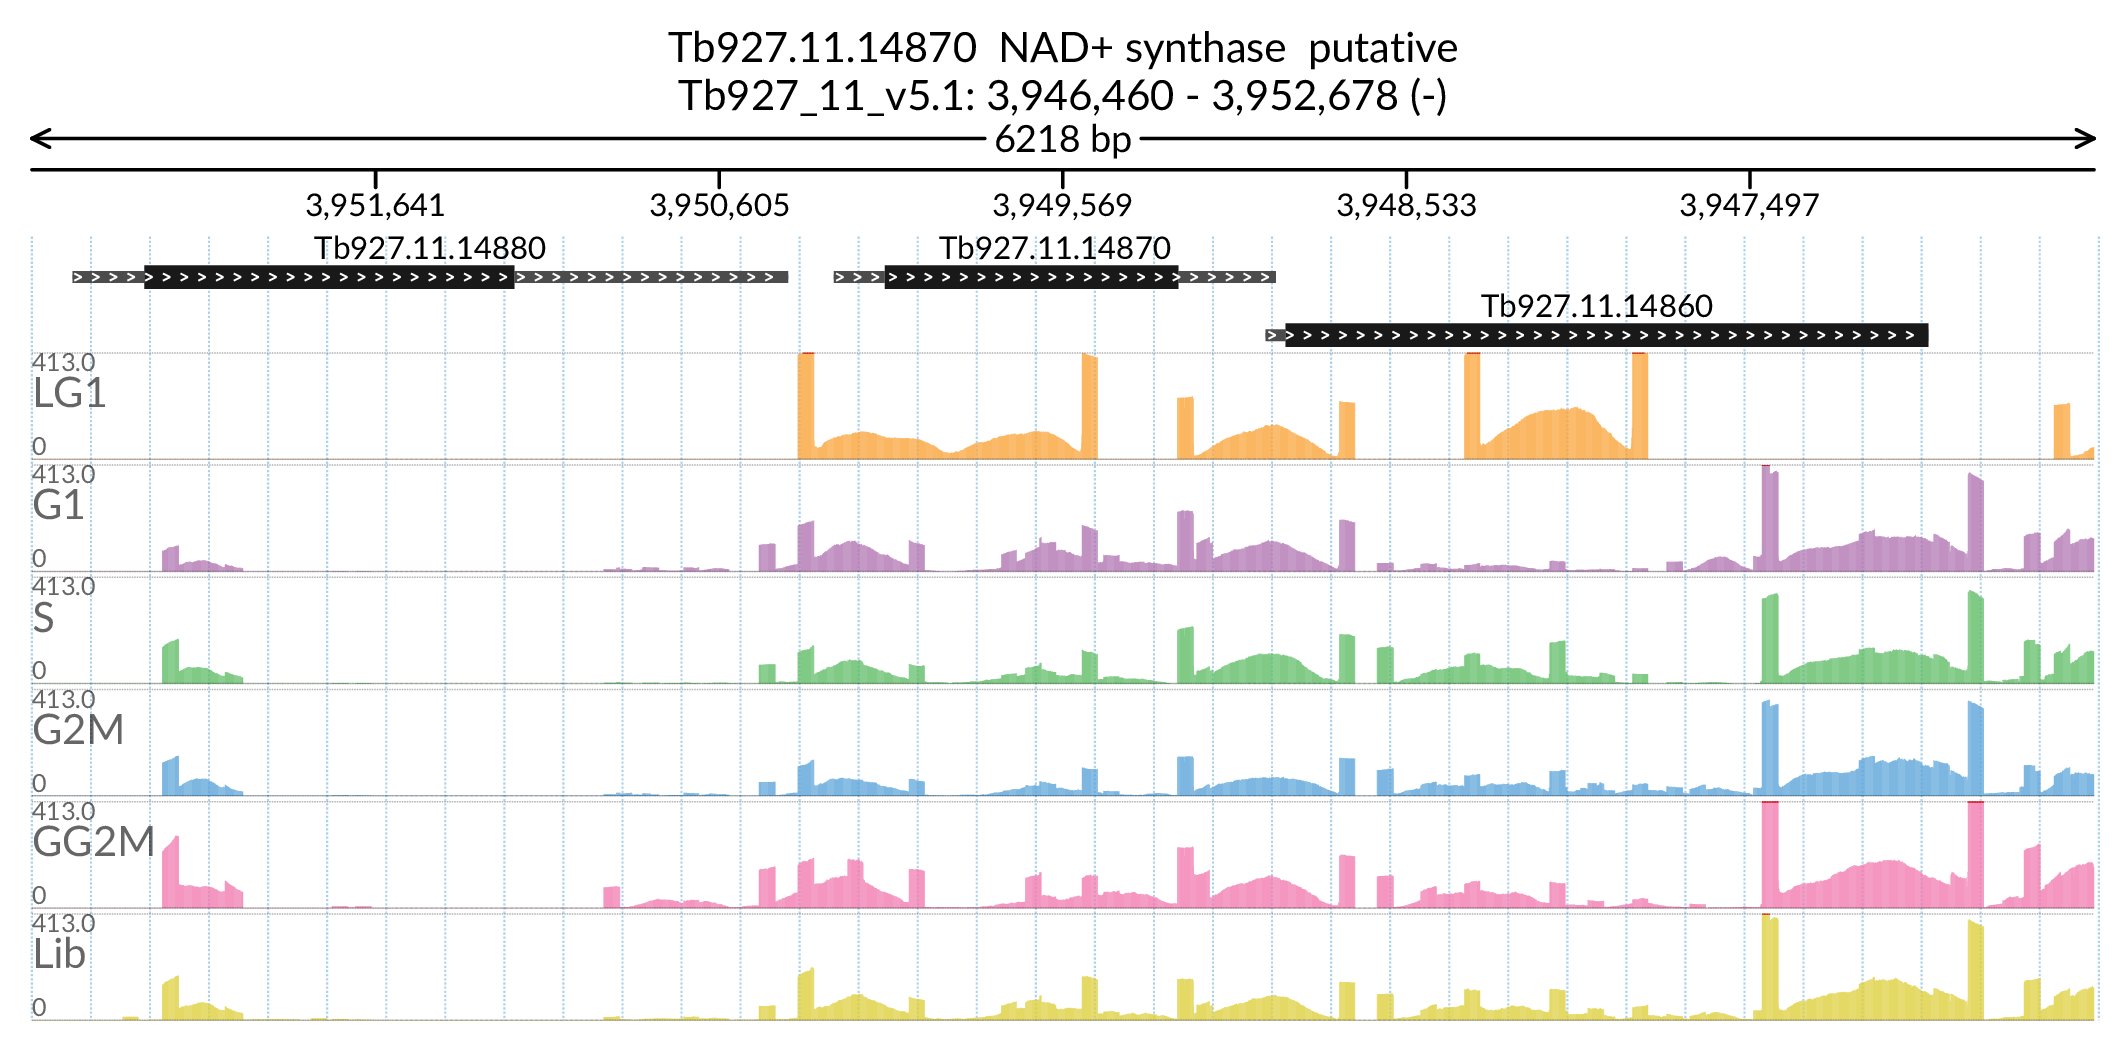 Tb927.11.14870  NAD+ synthase  putative
Tb927_11_v5.1: 3,946,460 - 3,952,678 (-)
6218 bp
3,951,641 3,950,605 3,949,569 3,948,533 3,947,497
Tb927.11.14880 Tb927.11.14870
Tb927.11.14860
413.0
LG1
0
413.0
G1
0
413.0
S
0
413.0
G2M
0
413.0
GG2M
0
413.0
Lib
0